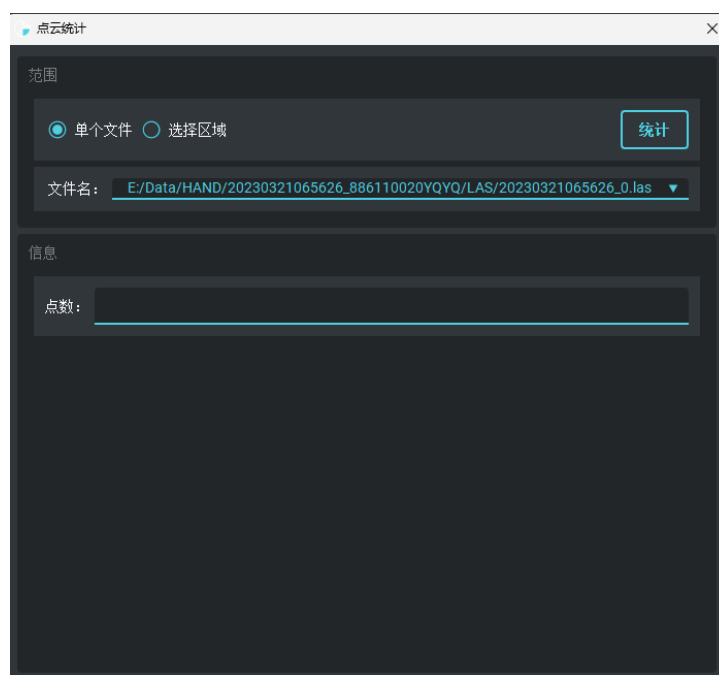 点云统计
范围
单个文件 选择区域 统计
文件名： E:/Data/HAND/20230321065626_886110020YQYQ/LAS/20230321065626_0.las
信息
点数：